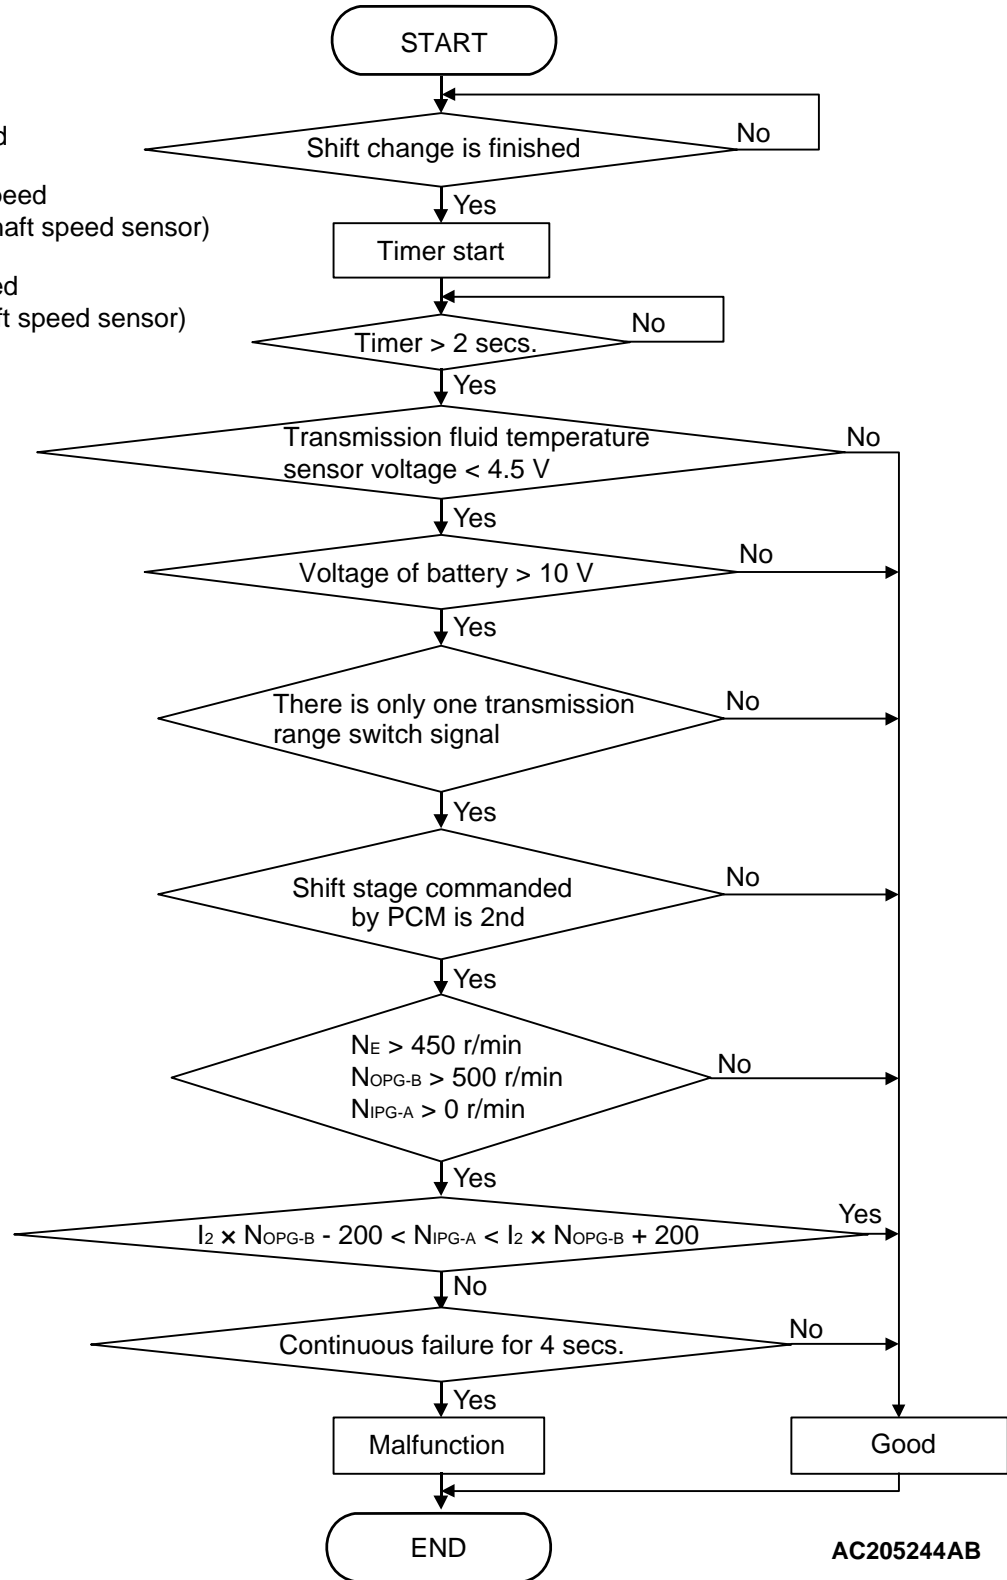 START
Shift change is finished
No
Yes
speed sensor)
Timer start
speed sensor)
Timer > 2 secs.
No
Yes
Transmission fluid temperature
sensor voltage < 4.5 V
No
Yes
Voltage of battery > 10 V
No
Yes
There is only one transmission
range switch signal
No
Yes
Shift stage commanded
by PCM is 2nd
No
Yes
NE > 450 r/min
NOPG-B > 500 r/min
NIPG-A > 0 r/min
No
Yes
I2 × NOPG-B - 200 < NIPG-A < I2 × NOPG-B + 200
Yes
No
Continuous failure for 4 secs.
No
Yes
Malfunction
Good
END
AC205244AB